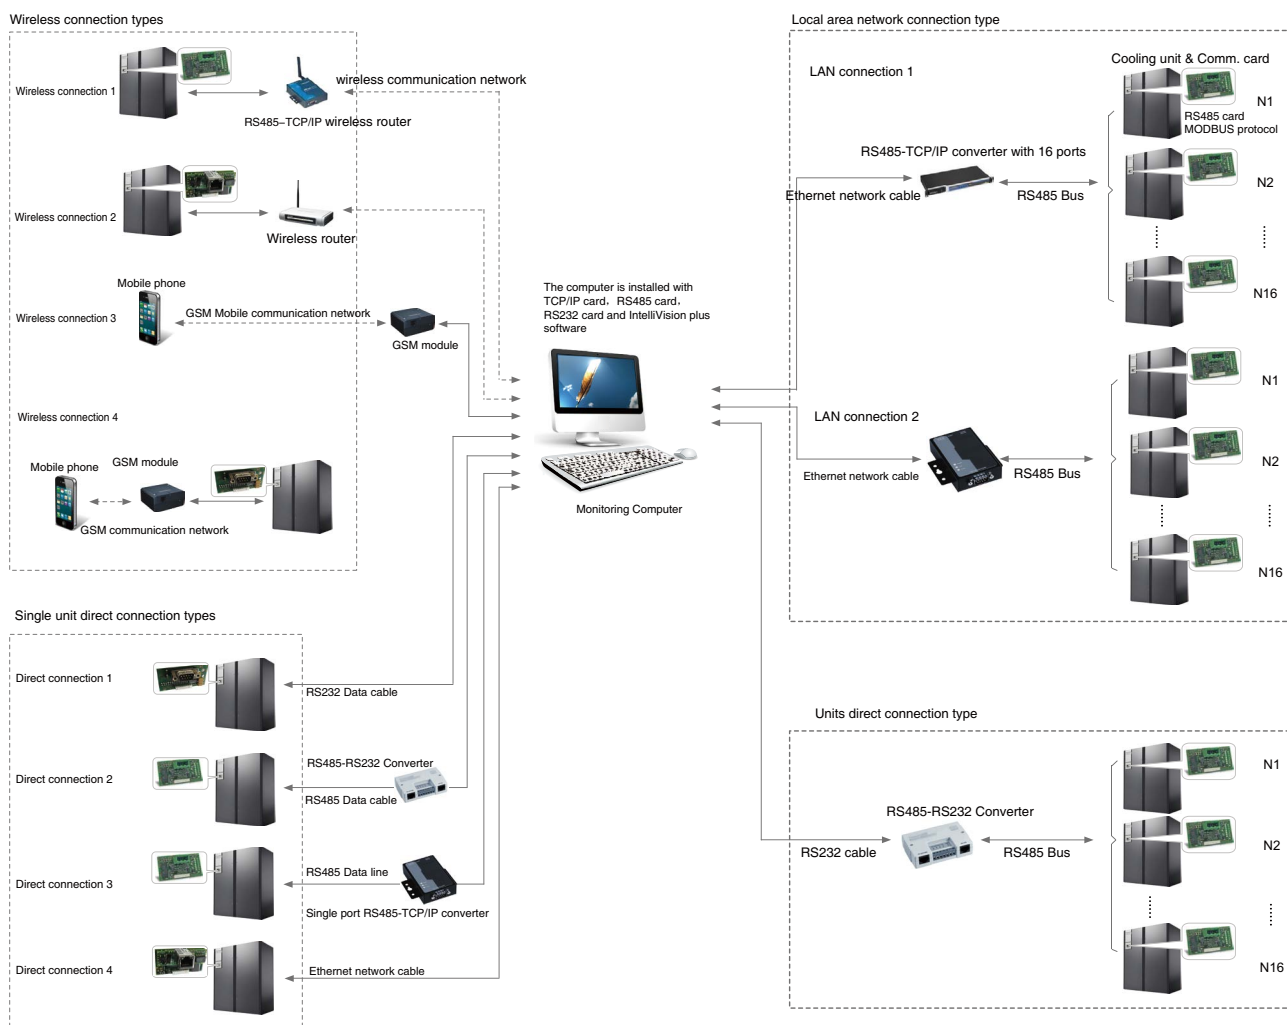 Wireless connection types
Wireless connection 1
RS485–TCP/IP wireless router
wireless communication network
Wireless connection 2
Wireless router
Mobile phone
Wireless connection 3
GSM Mobile communication network
GSM module
Wireless connection 4
Mobile phone
GSM module
GSM communication network
Single unit direct connection types
Direct connection 1
RS232 Data cable
Direct connection 2
RS485-RS232 Converter
RS485 Data cable
Direct connection 3
RS485 Data line
Single port RS485-TCP/IP converter
Direct connection 4
Ethernet network cable
The computer is installed with
TCP/IP card, RS485 card,
RS232 card and IntelliVision plus
software
Monitoring Computer
Local area network connection type
LAN connection 1
Cooling unit & Comm. card
N1
RS485 card
MODBUS protocol
RS485-TCP/IP converter with 16 ports
Ethernet network cable
RS485 Bus
N2
N16
LAN connection 2
Ethernet network cable
RS485 Bus
N1
N2
N16
Units direct connection type
RS485-RS232 Converter
RS232 cable
RS485 Bus
N1
N2
N16